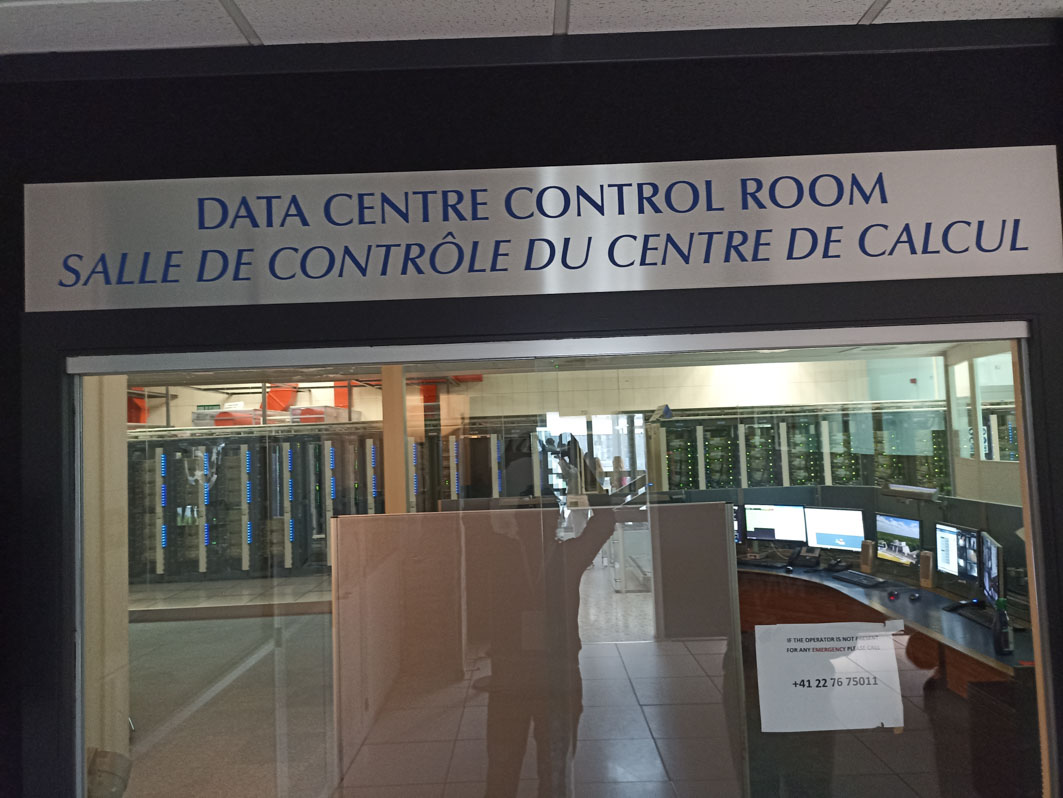 DATA CENTRE CONTROL ROOM
SALLE DE CONTRÔLE DU CENTRE DE CALCUL
IF THE OPERATOR IS NOT PRESENT
FOR ANY EMERGENCY PLEASE CALL
+41 22 76 75011